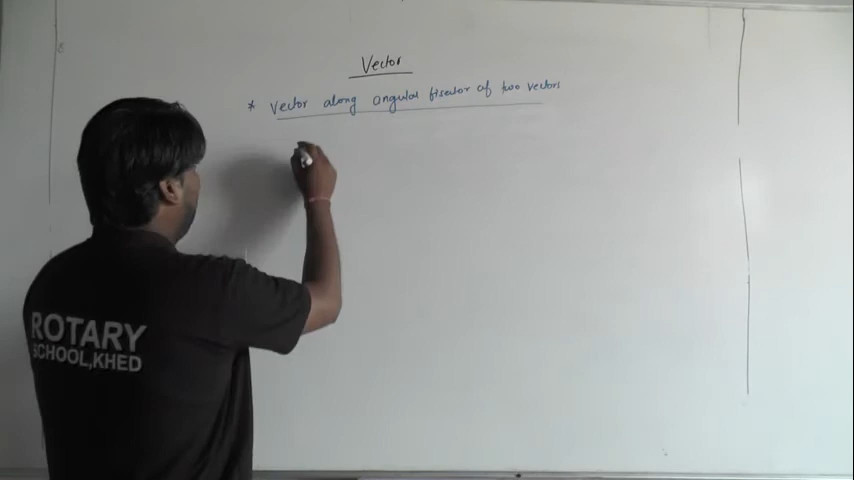 Vector
* Vector along angular bisector of two vectors
ROTARY
SCHOOL,KHED